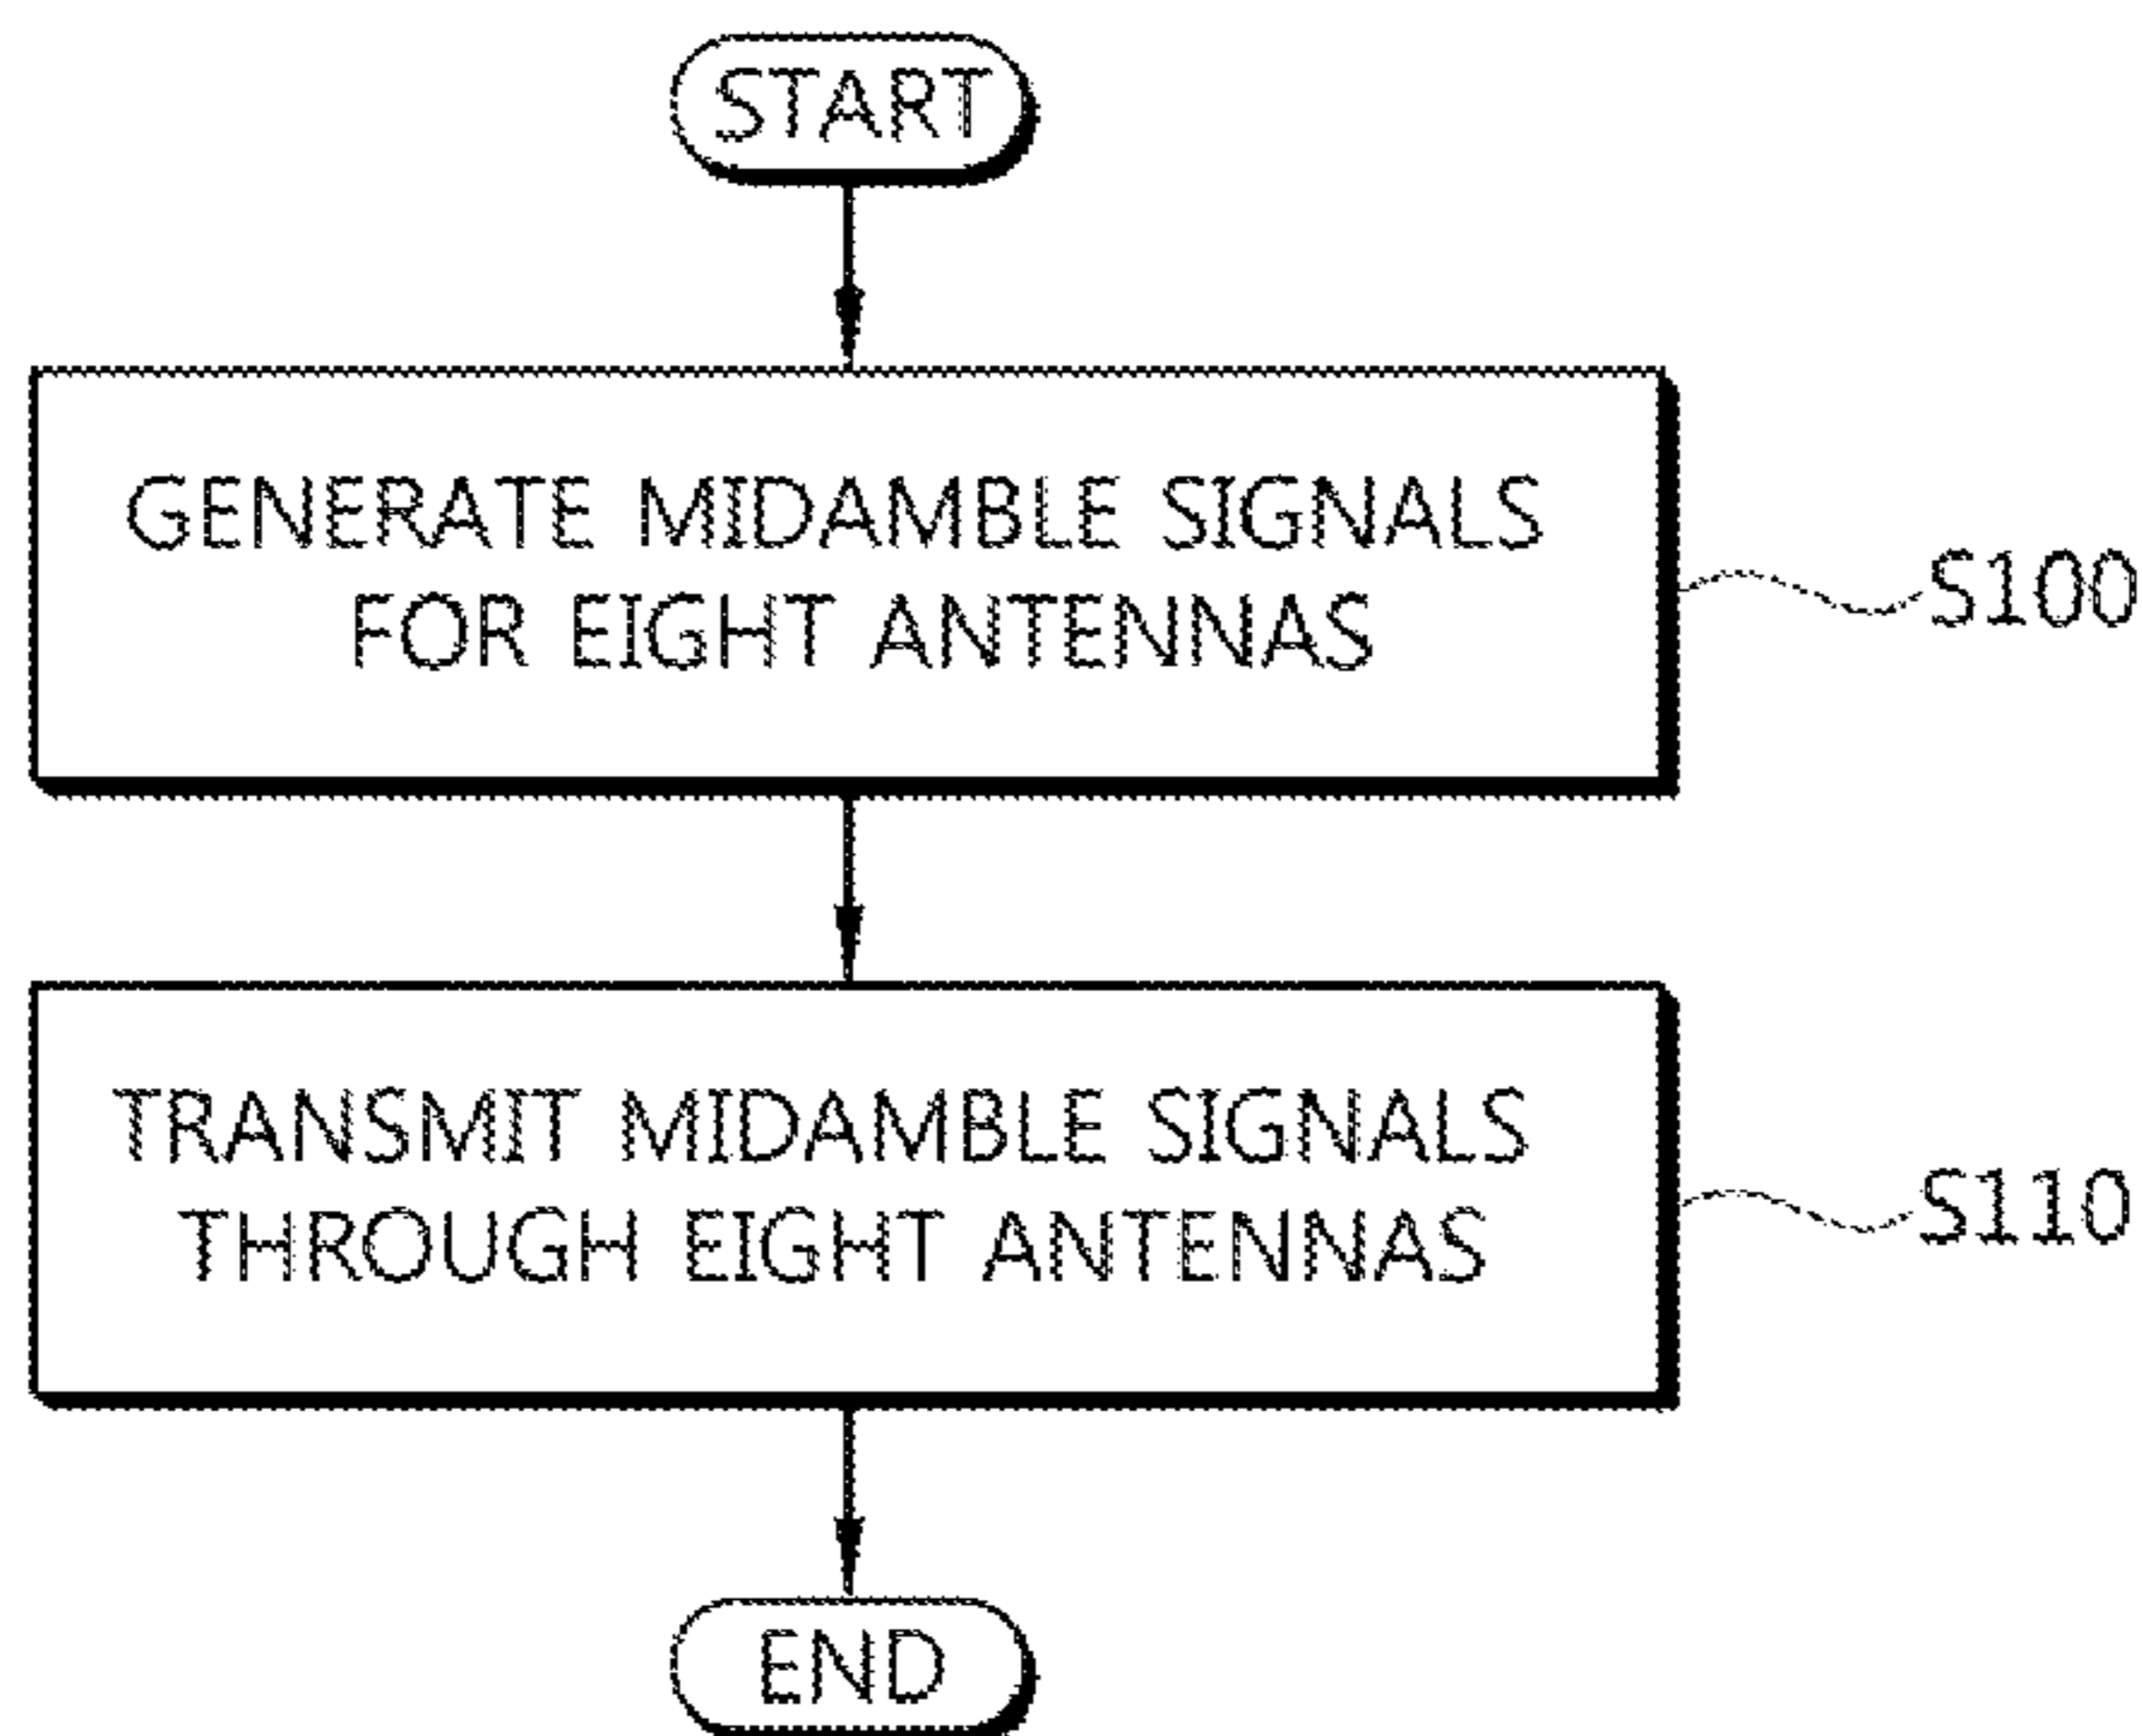 START
GENERATE MIDAMBLE SIGNALS
FOR EIGHT ANTENNAS
S100
TRANSMIT MIDAMBLE SIGNALS
THROUGH EIGHT ANTENNAS
S110
END